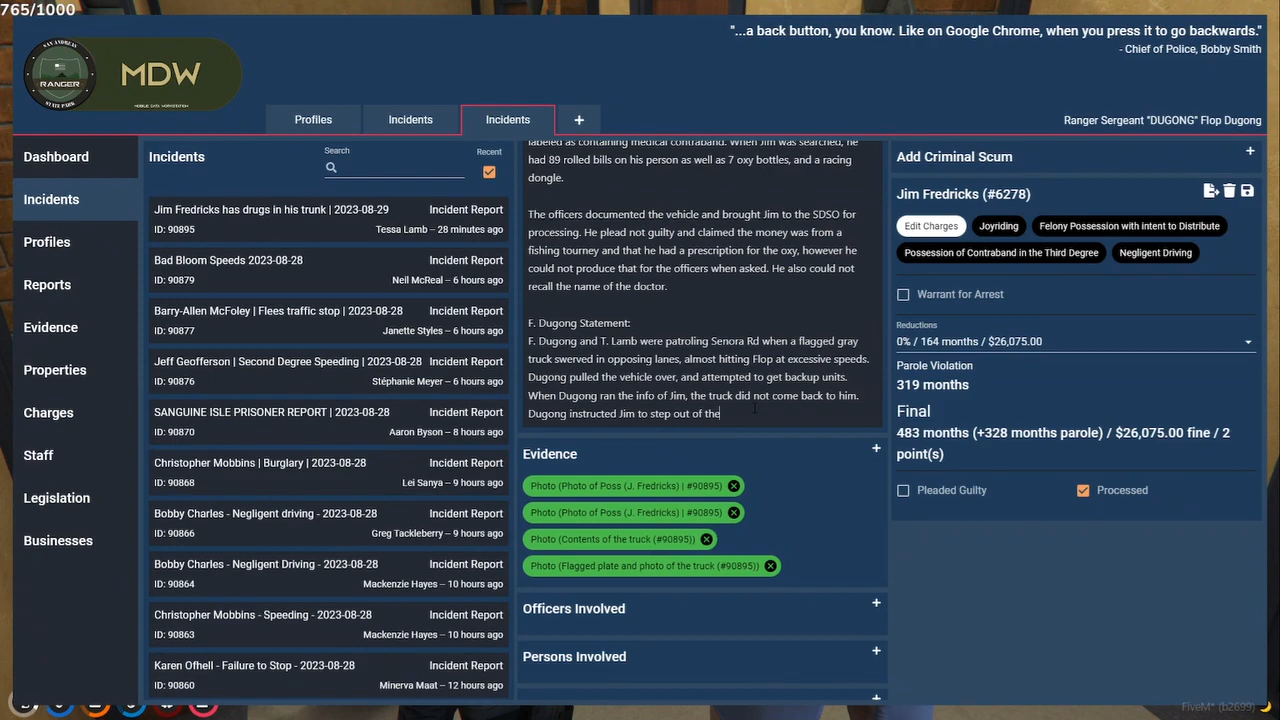 765/1000
"...a back button, you know. Like on Google Chrome, when you press it to go backwards."
- Chief of Police, Bobby Smith
SAN ANDREAS
RANGER
STATE PARK
MDW
MOBILE DATA WORKSTATION
Profiles
Incidents
Incidents
+
Ranger Sergeant "DUGONG" Flop Dugong
Dashboard
Incidents
Profiles
Reports
Evidence
Papers
Charges
Staff
Legislation
Businesses
Incidents
Search
Recent
Jim Fredricks has drugs in his trunk | 2023-08-29 Incident Report
ID: 90895 Tessa Lamb -- 28 minutes ago
Bad Bloom Speeds 2023-08-28 Incident Report
ID: 90879 Neil McReal -- 6 hours ago
Barry-Allen McFoley | Flees traffic stop | 2023-08-28 Incident Report
ID: 90877 Janette Styles -- 6 hours ago
Jeff Geofferson | Second Degree Speeding | 2023-08-28 Incident Report
ID: 90876 Stéphanie Meyer -- 6 hours ago
SANGUINE ISLE PRISONER REPORT | 2023-08-28 Incident Report
ID: 90870 Aaron Byson -- 8 hours ago
Christopher Mobbins | Burglary | 2023-08-28 Incident Report
ID: 90868 Lei Sanya -- 9 hours ago
Bobby Charles - Negligent driving - 2023-08-28 Incident Report
ID: 90866 Greg Tackleberry -- 9 hours ago
Bobby Charles - Negligent Driving - 2023-08-28 Incident Report
ID: 90864 Mackenzie Hayes -- 10 hours ago
Christopher Mobbins - Speeding - 2023-08-28 Incident Report
ID: 90863 Mackenzie Hayes -- 10 hours ago
Karen Ofhell - Failure to Stop - 2023-08-28 Incident Report
ID: 90860 Minerva Maat -- 12 hours ago
labeled as containing medical contraband. When Jim was searched, he
had 89 rolled bills on his person as well as 7 oxy bottles, and a racing
dongle.
The officers documented the vehicle and brought Jim to the SDSO for
processing. He plead not guilty and claimed the money was from a
fishing tourney and that he had a prescription for the oxy, however he
could not produce that for the officers when asked. He also could not
recall the name of the doctor.
F. Dugong Statement:
F. Dugong and T. Lamb were patroling Senora Rd when a flagged gray
truck swerved in opposing lanes, almost hitting Flop at excessive speeds.
Dugong pulled the vehicle over, and attempted to get backup units.
When Dugong ran the info of Jim, the truck did not come back to him.
Dugong instructed Jim to step out of the
Evidence +
Photo (Photo of Poss (J. Fredricks) | #90895)
Photo (Photo of Poss (J. Fredricks) | #90895)
Photo (Contents of the truck (#90895))
Photo (Flagged plate and photo of the truck (#90895))
Officers Involved +
Persons Involved +
+
Add Criminal Scum +
Jim Fredricks (#6278)
Edit Charges
Joyriding
Felony Possession with Intent to Distribute
Possession of Contraband in the Third Degree
Negligent Driving
Warrant for Arrest
Reductions
0% / 164 months / $26,075.00
Parole Violation
319 months
Final
483 months (+328 months parole) / $26,075.00 fine / 2
point(s)
Pleaded Guilty
Processed
FiveM* (b2699)